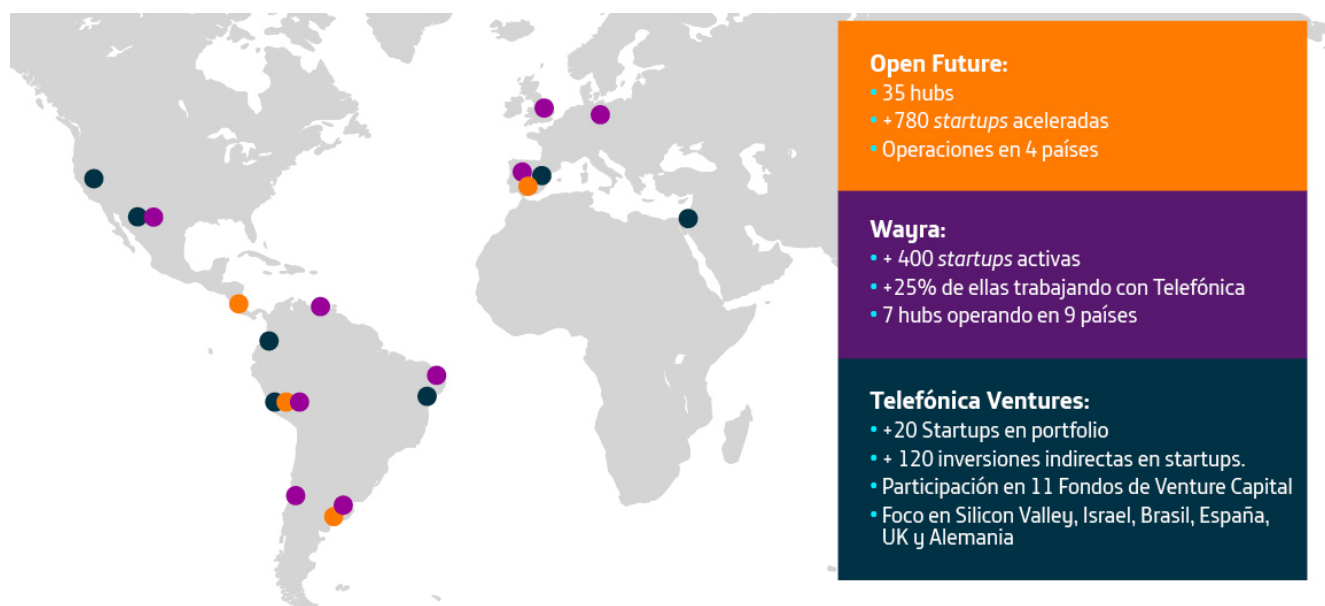 Open Future:
• 35 hubs
• +780 startups aceleradas
• Operaciones en 4 países
Wayra:
• + 400 startups activas
• +25% de ellas trabajando con Telefónica
• 7 hubs operando en 9 países
Telefónica Ventures:
• +20 Startups en portfolio
• + 120 inversiones indirectas en startups.
• Participación en 11 Fondos de Venture Capital
• Foco en Silicon Valley, Israel, Brasil, España,
UK y Alemania